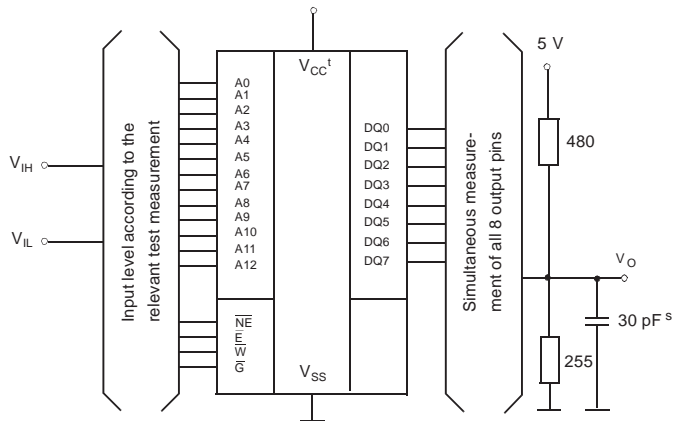 5 V
V_CC^t
A0
A1
A2
A3
A4
A5
A6
A7
A8
A9
A10
A11
A12
DQ0
DQ1
DQ2
DQ3
DQ4
DQ5
DQ6
DQ7
480
V_IH
V_IL
Input level according to the
relevant test measurement
Simultaneous measure-
ment of all 8 output pins
V_O
30 pF^s
255
N̅E̅
E̅
W̅
G̅
V_SS